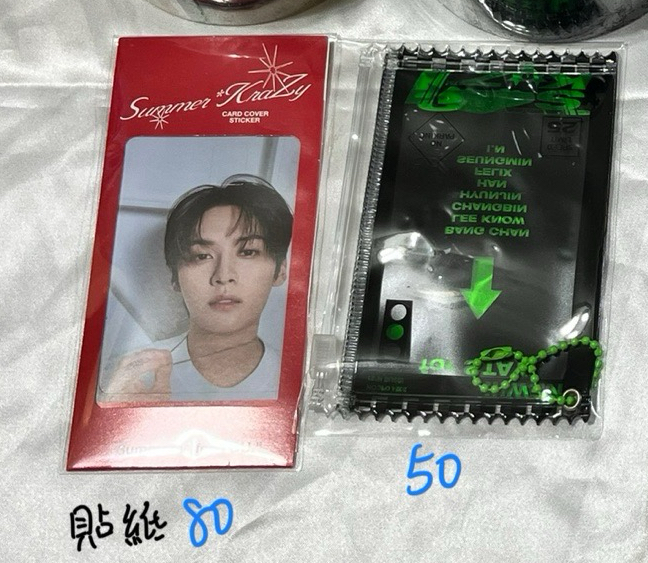 Summer *KraZy
CARD COVER
STICKER
I.N
SEUNGMIN
FELIX
HAN
HYUNJIN
CHANGBIN
LEE KNOW
BANG CHAN
50
貼紙 80